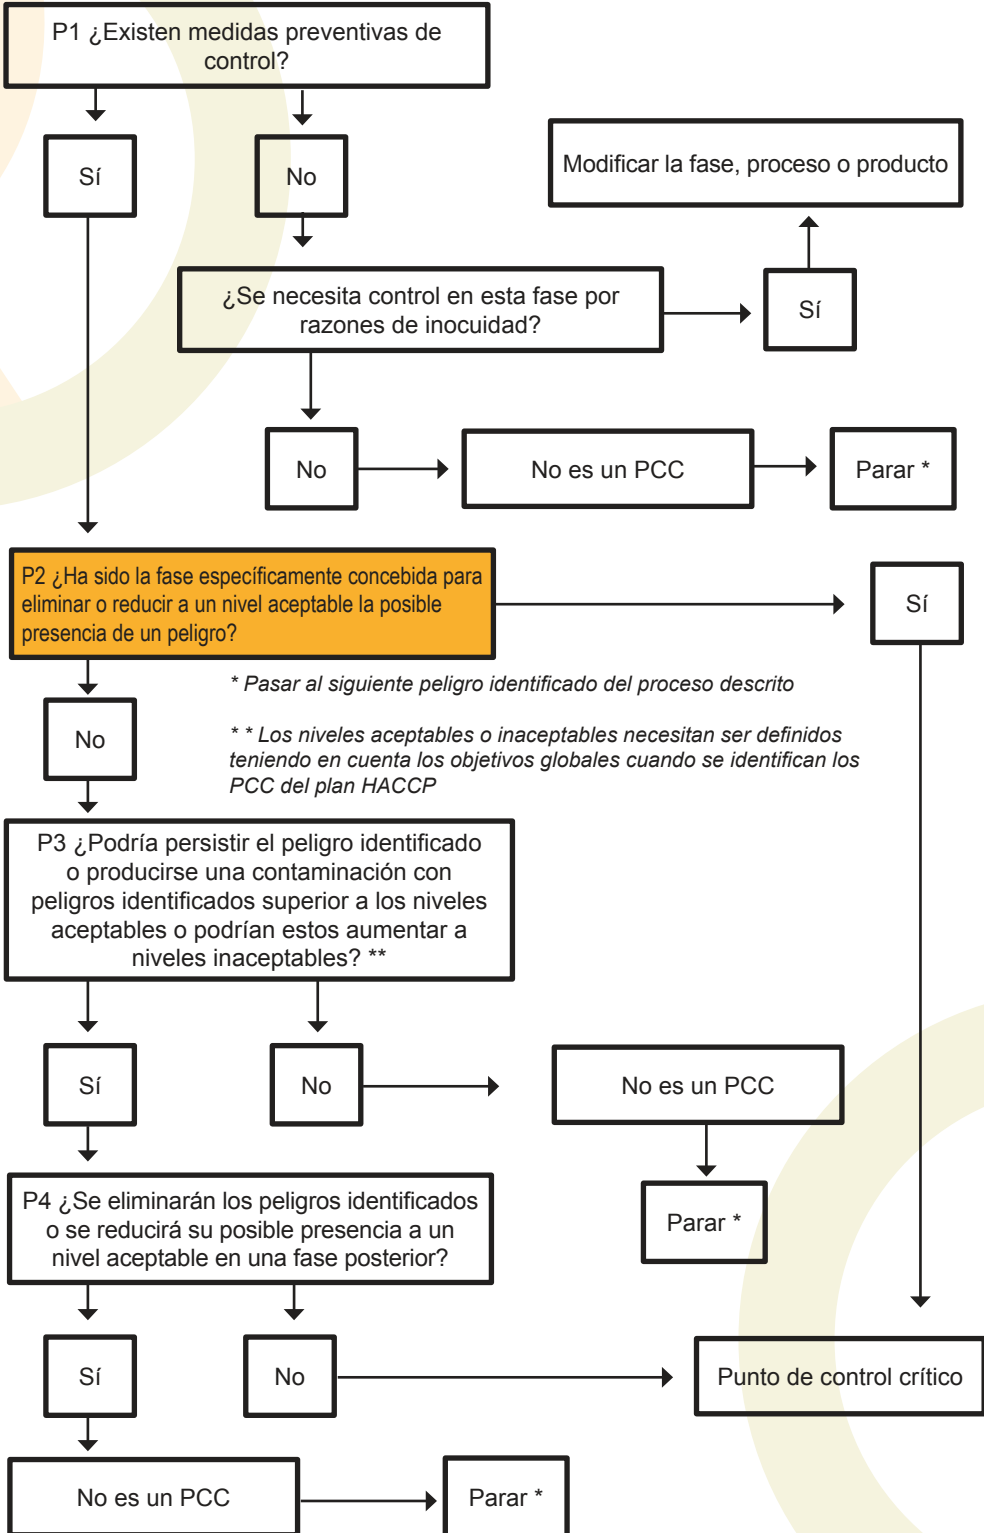 P1 ¿Existen medidas preventivas de
control?
Sí
No
Modificar la fase, proceso o producto
¿Se necesita control en esta fase por
razones de inocuidad?
Sí
No
No es un PCC
Parar *
P2 ¿Ha sido la fase específicamente concebida para
eliminar o reducir a un nivel aceptable la posible
presencia de un peligro?
Sí
* Pasar al siguiente peligro identificado del proceso descrito
No
* * Los niveles aceptables o inaceptables necesitan ser definidos
teniendo en cuenta los objetivos globales cuando se identifican los
PCC del plan HACCP
P3 ¿Podría persistir el peligro identificado
o producirse una contaminación con
peligros identificados superior a los niveles
aceptables o podrían estos aumentar a
niveles inaceptables? **
Sí
No
No es un PCC
Parar *
P4 ¿Se eliminarán los peligros identificados
o se reducirá su posible presencia a un
nivel aceptable en una fase posterior?
Sí
No
Punto de control crítico
No es un PCC
Parar *